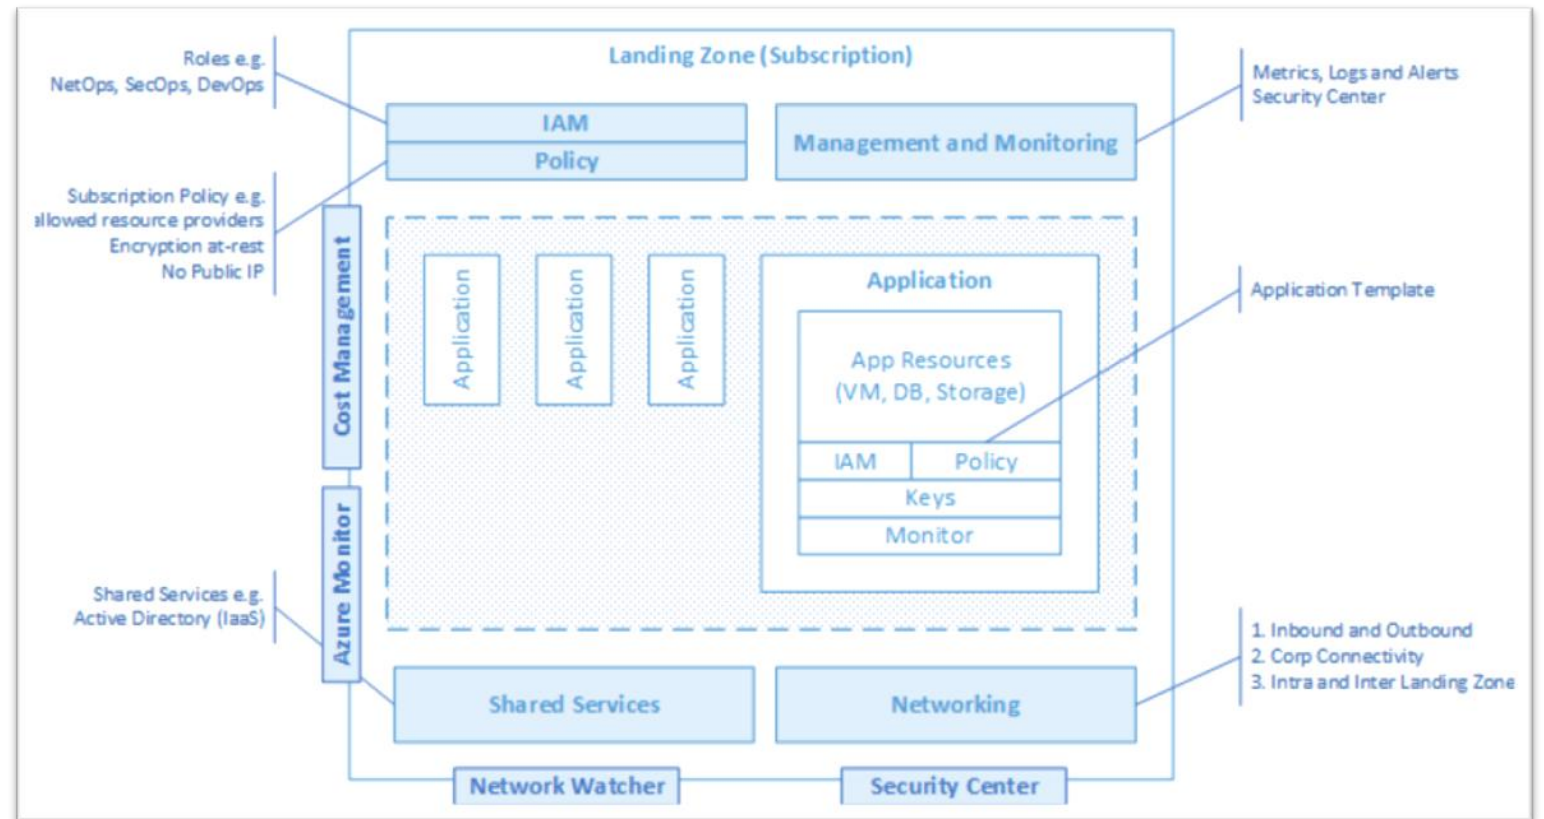 Landing Zone (Subscription)
Roles e.g.
NetOps, SecOps, DevOps
IAM
Policy
Management and Monitoring
Metrics, Logs and Alerts
Security Center
Subscription Policy e.g.
allowed resource providers
Encryption at-rest
No Public IP
Cost Management
Azure Monitor
Application
Application
Application
Application
App Resources
(VM, DB, Storage)
IAM
Policy
Keys
Monitor
Application Template
Shared Services e.g.
Active Directory (IaaS)
Shared Services
Networking
1. Inbound and Outbound
2. Corp Connectivity
3. Intra and Inter Landing Zone
Network Watcher
Security Center